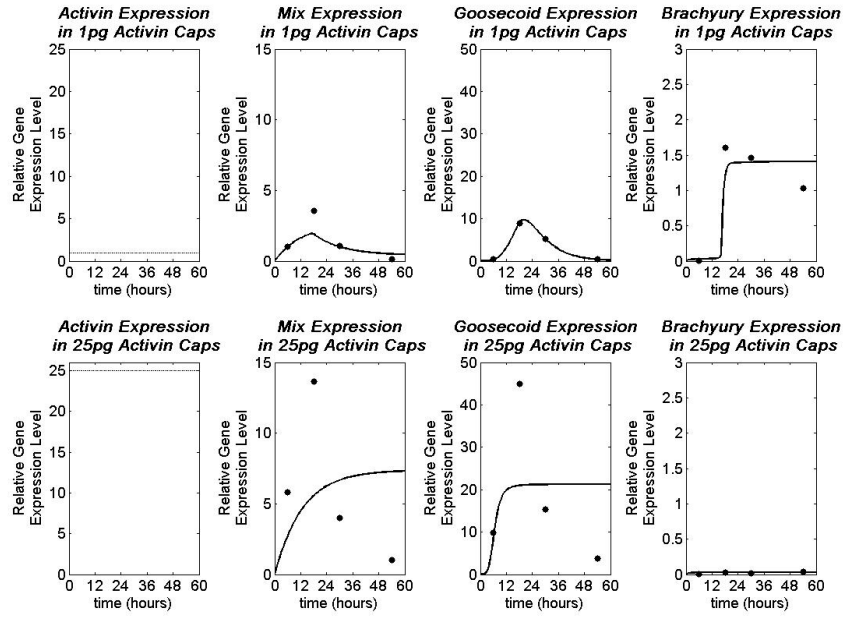 Activin Expression
in 1pg Activin Caps
Mix Expression
in 1pg Activin Caps
Goosecoid Expression
in 1pg Activin Caps
Brachyury Expression
in 1pg Activin Caps
Relative Gene
Expression Level
25
20
15
10
5
0
0 12 24 36 48 60
time (hours)
Relative Gene
Expression Level
15
10
5
0
0 12 24 36 48 60
time (hours)
Relative Gene
Expression Level
50
40
30
20
10
0
0 12 24 36 48 60
time (hours)
Relative Gene
Expression Level
3
2.5
2
1.5
1
0.5
0
0 12 24 36 48 60
time (hours)
Activin Expression
in 25pg Activin Caps
Mix Expression
in 25pg Activin Caps
Goosecoid Expression
in 25pg Activin Caps
Brachyury Expression
in 25pg Activin Caps
Relative Gene
Expression Level
25
20
15
10
5
0
0 12 24 36 48 60
time (hours)
Relative Gene
Expression Level
15
10
5
0
0 12 24 36 48 60
time (hours)
Relative Gene
Expression Level
50
40
30
20
10
0
0 12 24 36 48 60
time (hours)
Relative Gene
Expression Level
3
2.5
2
1.5
1
0.5
0
0 12 24 36 48 60
time (hours)